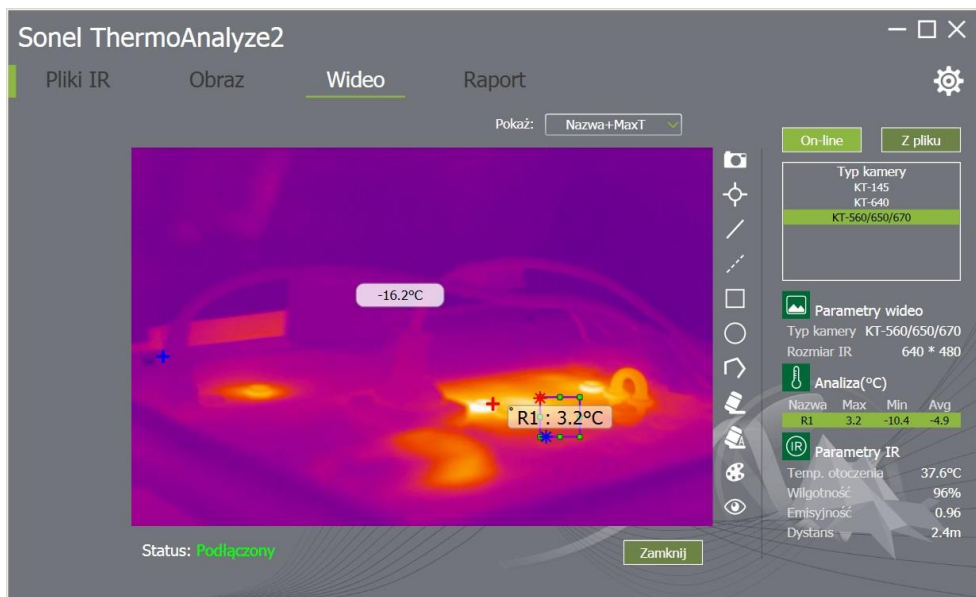 Sonel ThermoAnalyze2
Pliki IR Obraz Wideo Raport
Pokaż: Nazwa+MaxT
On-line Z pliku
Typ kamery
KT-145
KT-640
KT-560/650/670
-16.2°C
R1 : 3.2°C
Parametry wideo
Typ kamery KT-560/650/670
Rozmiar IR 640 * 480
Analiza(°C)
Nazwa Max Min Avg
R1 3.2 -10.4 -4.9
IR Parametry IR
Temp. otoczenia 37.6°C
Wilgotność 96%
Emisyjność 0.96
Dystans 2.4m
Status: Podłączony
Zamknij